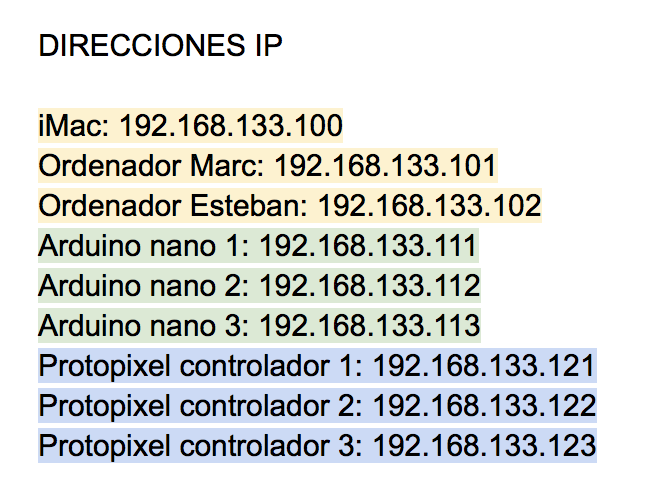 DIRECCIONES IP
iMac: 192.168.133.100
Ordenador Marc: 192.168.133.101
Ordenador Esteban: 192.168.133.102
Arduino nano 1: 192.168.133.111
Arduino nano 2: 192.168.133.112
Arduino nano 3: 192.168.133.113
Protopixel controlador 1: 192.168.133.121
Protopixel controlador 2: 192.168.133.122
Protopixel controlador 3: 192.168.133.123